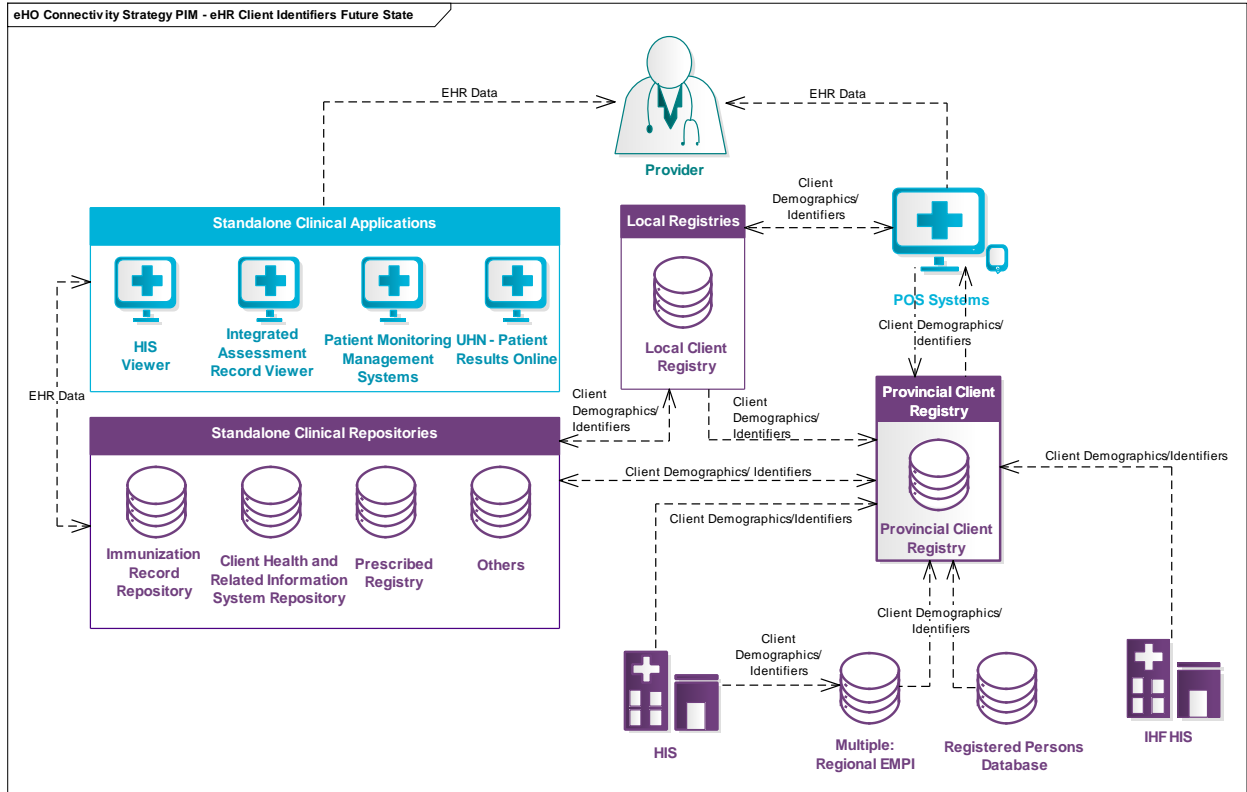 eHO Connectivity Strategy PIM - eHR Client Identifiers Future State
EHR Data
EHR Data
Provider
Client
Demographics/
Identifiers
Standalone Clinical Applications
Local Registries
HIS
Viewer
Integrated
Assessment
Record Viewer
Patient Monitoring
Management
Systems
UHN - Patient
Results Online
POS Systems
Local Client
Registry
Client Demographics/
Identifiers
EHR Data
Client
Demographics/
Identifiers
Client
Demographics/
Identifiers
Provincial Client
Registry
Standalone Clinical Repositories
Client Demographics/Identifiers
Client Demographics/ Identifiers
Client Demographics/Identifiers
Provincial Client
Registry
Immunization
Record
Repository
Client Health and
Related Information
System Repository
Prescribed
Registry
Others
Client Demographics/
Identifiers
Client
Demographics/
Identifiers
HIS
Multiple:
Regional EMPI
Registered Persons
Database
IHF HIS